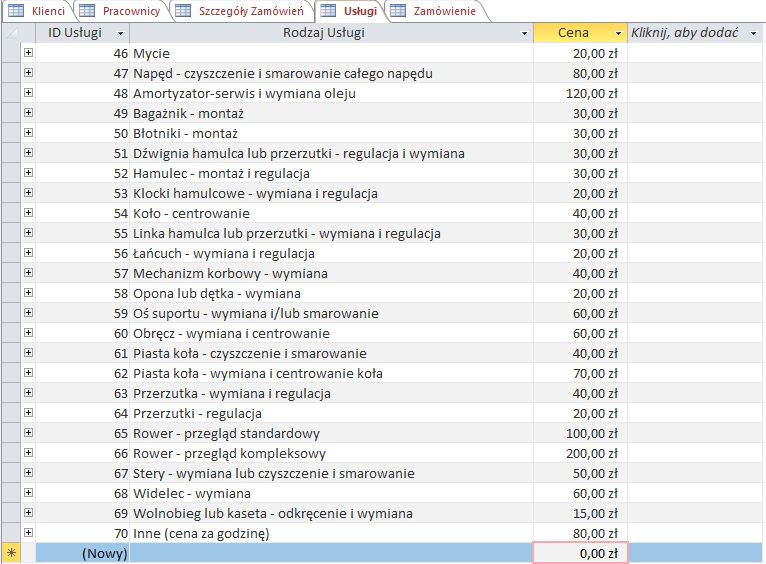 Klienci Pracownicy Szczegóły Zamówień Usługi Zamówienie
ID Usługi Rodzaj Usługi Cena Kliknij, aby dodać
46 Mycie 20,00 zł
47 Napęd - czyszczenie i smarowanie całego napędu 80,00 zł
48 Amortyzator-serwis i wymiana oleju 120,00 zł
49 Bagażnik - montaż 30,00 zł
50 Błotniki - montaż 30,00 zł
51 Dźwignia hamulca lub przerzutki - regulacja i wymiana 30,00 zł
52 Hamulec - montaż i regulacja 30,00 zł
53 Klocki hamulcowe - wymiana i regulacja 20,00 zł
54 Koło - centrowanie 40,00 zł
55 Linka hamulca lub przerzutki - wymiana i regulacja 30,00 zł
56 Łańcuch - wymiana i regulacja 20,00 zł
57 Mechanizm korbowy - wymiana 40,00 zł
58 Opona lub dętka - wymiana 20,00 zł
59 Oś suportu - wymiana i/lub smarowanie 60,00 zł
60 Obręcz - wymiana i centrowanie 60,00 zł
61 Piasta koła - czyszczenie i smarowanie 40,00 zł
62 Piasta koła - wymiana i centrowanie koła 70,00 zł
63 Przerzutka - wymiana i regulacja 40,00 zł
64 Przerzutki - regulacja 20,00 zł
65 Rower - przegląd standardowy 100,00 zł
66 Rower - przegląd kompleksowy 200,00 zł
67 Stery - wymiana lub czyszczenie i smarowanie 50,00 zł
68 Widelec - wymiana 60,00 zł
69 Wolnobieg lub kaseta - odkręcenie i wymiana 15,00 zł
70 Inne (cena za godzinę) 80,00 zł
(Nowy) 0,00 zł